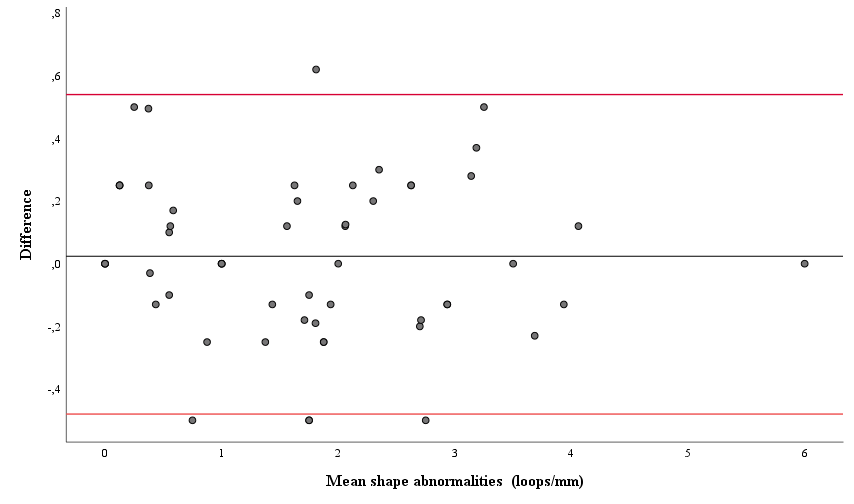 ,8
,6
,4
,2
,0
-,2
-,4
Difference
0 1 2 3 4 5 6
Mean shape abnormalities (loops/mm)